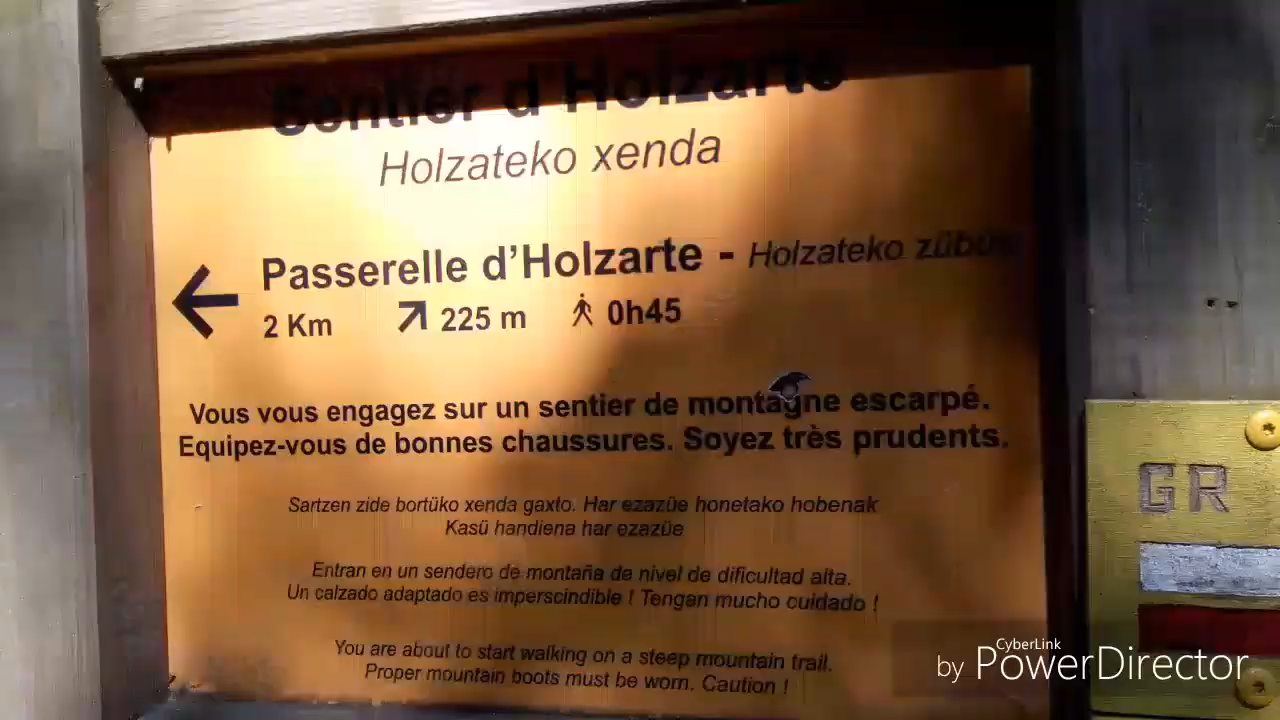 Sentier d'Holzarte
Holzateko xenda
Passerelle d'Holzarte - Holzateko
2 Km 225 m 0h45
Vous vous engagez sur un sentier de montagne escarpé.
Equipez-vous de bonnes chaussures. Soyez très prudents.
Sartzen zide bortüko xenda gaxto. Har ezazüe honetako hobenak
Kasü handiena har ezazüe
Entran en un sendero de montaña de nivel de dificultad alta.
Un calzado adaptado es imperscindible ! Tengan mucho cuidado !
You are about to start walking on a steep mountain trail.
Proper mountain boots must be worn. Caution !
GR
CyberLink
by PowerDirector